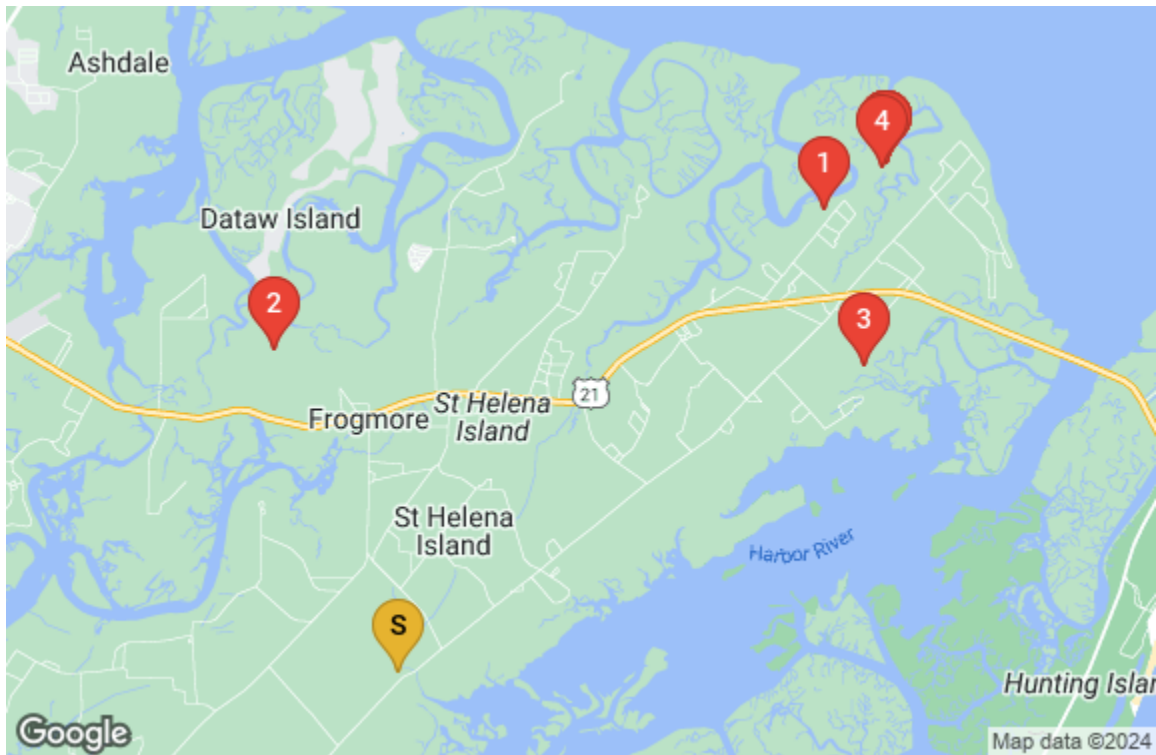 Ashdale
4
1
Dataw Island
2
3
21
St Helena
Island
Frogmore
St Helena
Island
Harbor River
S
Hunting Islan
Google
Map data ©2024